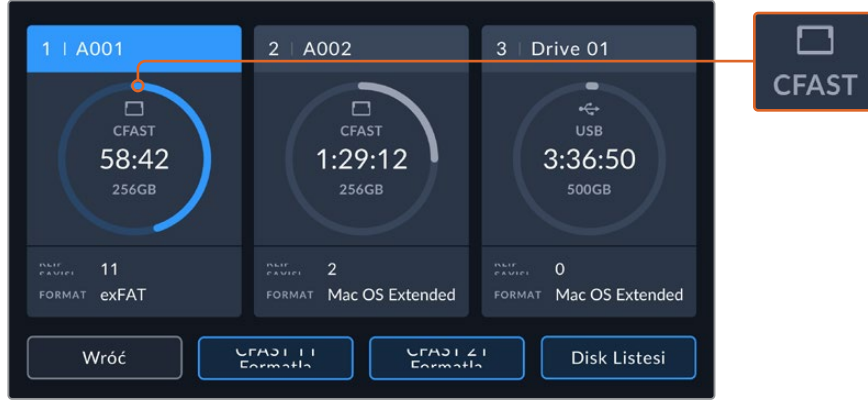 1 | A001
2 | A002
3 | Drive 01
CFAST
CFAST
58:42
256GB
CFAST
1:29:12
256GB
USB
3:36:50
500GB
11
FORMAT exFAT
2
FORMAT Mac OS Extended
0
FORMAT Mac OS Extended
Wróć
Disk Listesi